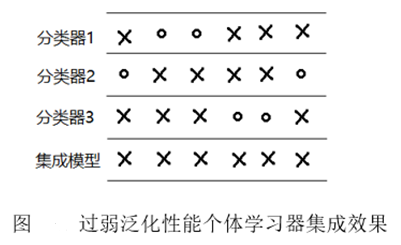 分类器1 × ○ ○ × × ×
分类器2 ○ × × × × ○
分类器3 × × × ○ ○ ×
集成模型 × × × × × ×
图 过弱泛化性能个体学习器集成效果